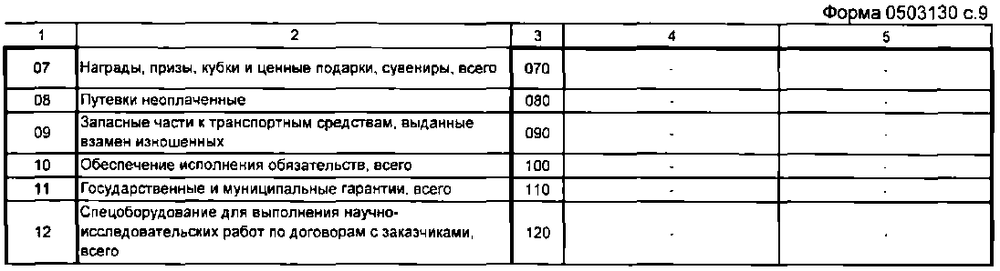 Форма 0503130 с.9
1 2 3 4 5
07 Награды, призы, кубки и ценные подарки, сувениры, всего 070 - -
08 Путевки неоплаченные 080 - -
Запасные части к транспортным средствам, выданные
09 взамен изношенных 090 - -
10 Обеспечение исполнения обязательств, всего 100 - -
11 Государственные и муниципальные гарантии, всего 110 - -
Спецоборудование для выполнения научно-
12 исследовательских работ по договорам с заказчиками, 120 - -
всего